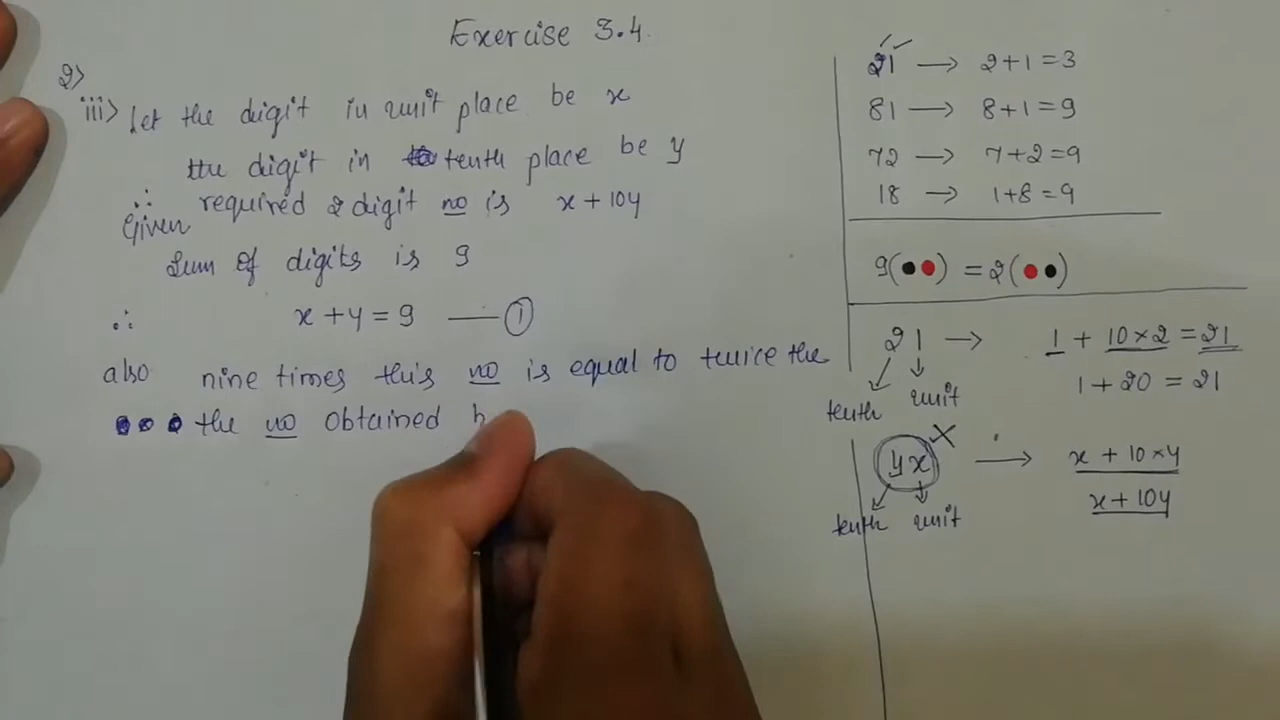 Exercise 3.4.
2>
iii> Let the digit in unit place be x
the digit in tenth place be y
∴ required 2 digit no is x + 10y
Given
Sum of digits is 9
∴ x + y = 9 —— ①
also nine times this no is equal to twice the
the no obtained
21 → 2 + 1 = 3
81 → 8 + 1 = 9
72 → 7 + 2 = 9
18 → 1 + 8 = 9
9(●●) = 2(●●)
21 → 1 + 10 × 2 = 21
1 + 20 = 21
tenth unit
yx → x + 10 × y
x + 10y
tenth unit